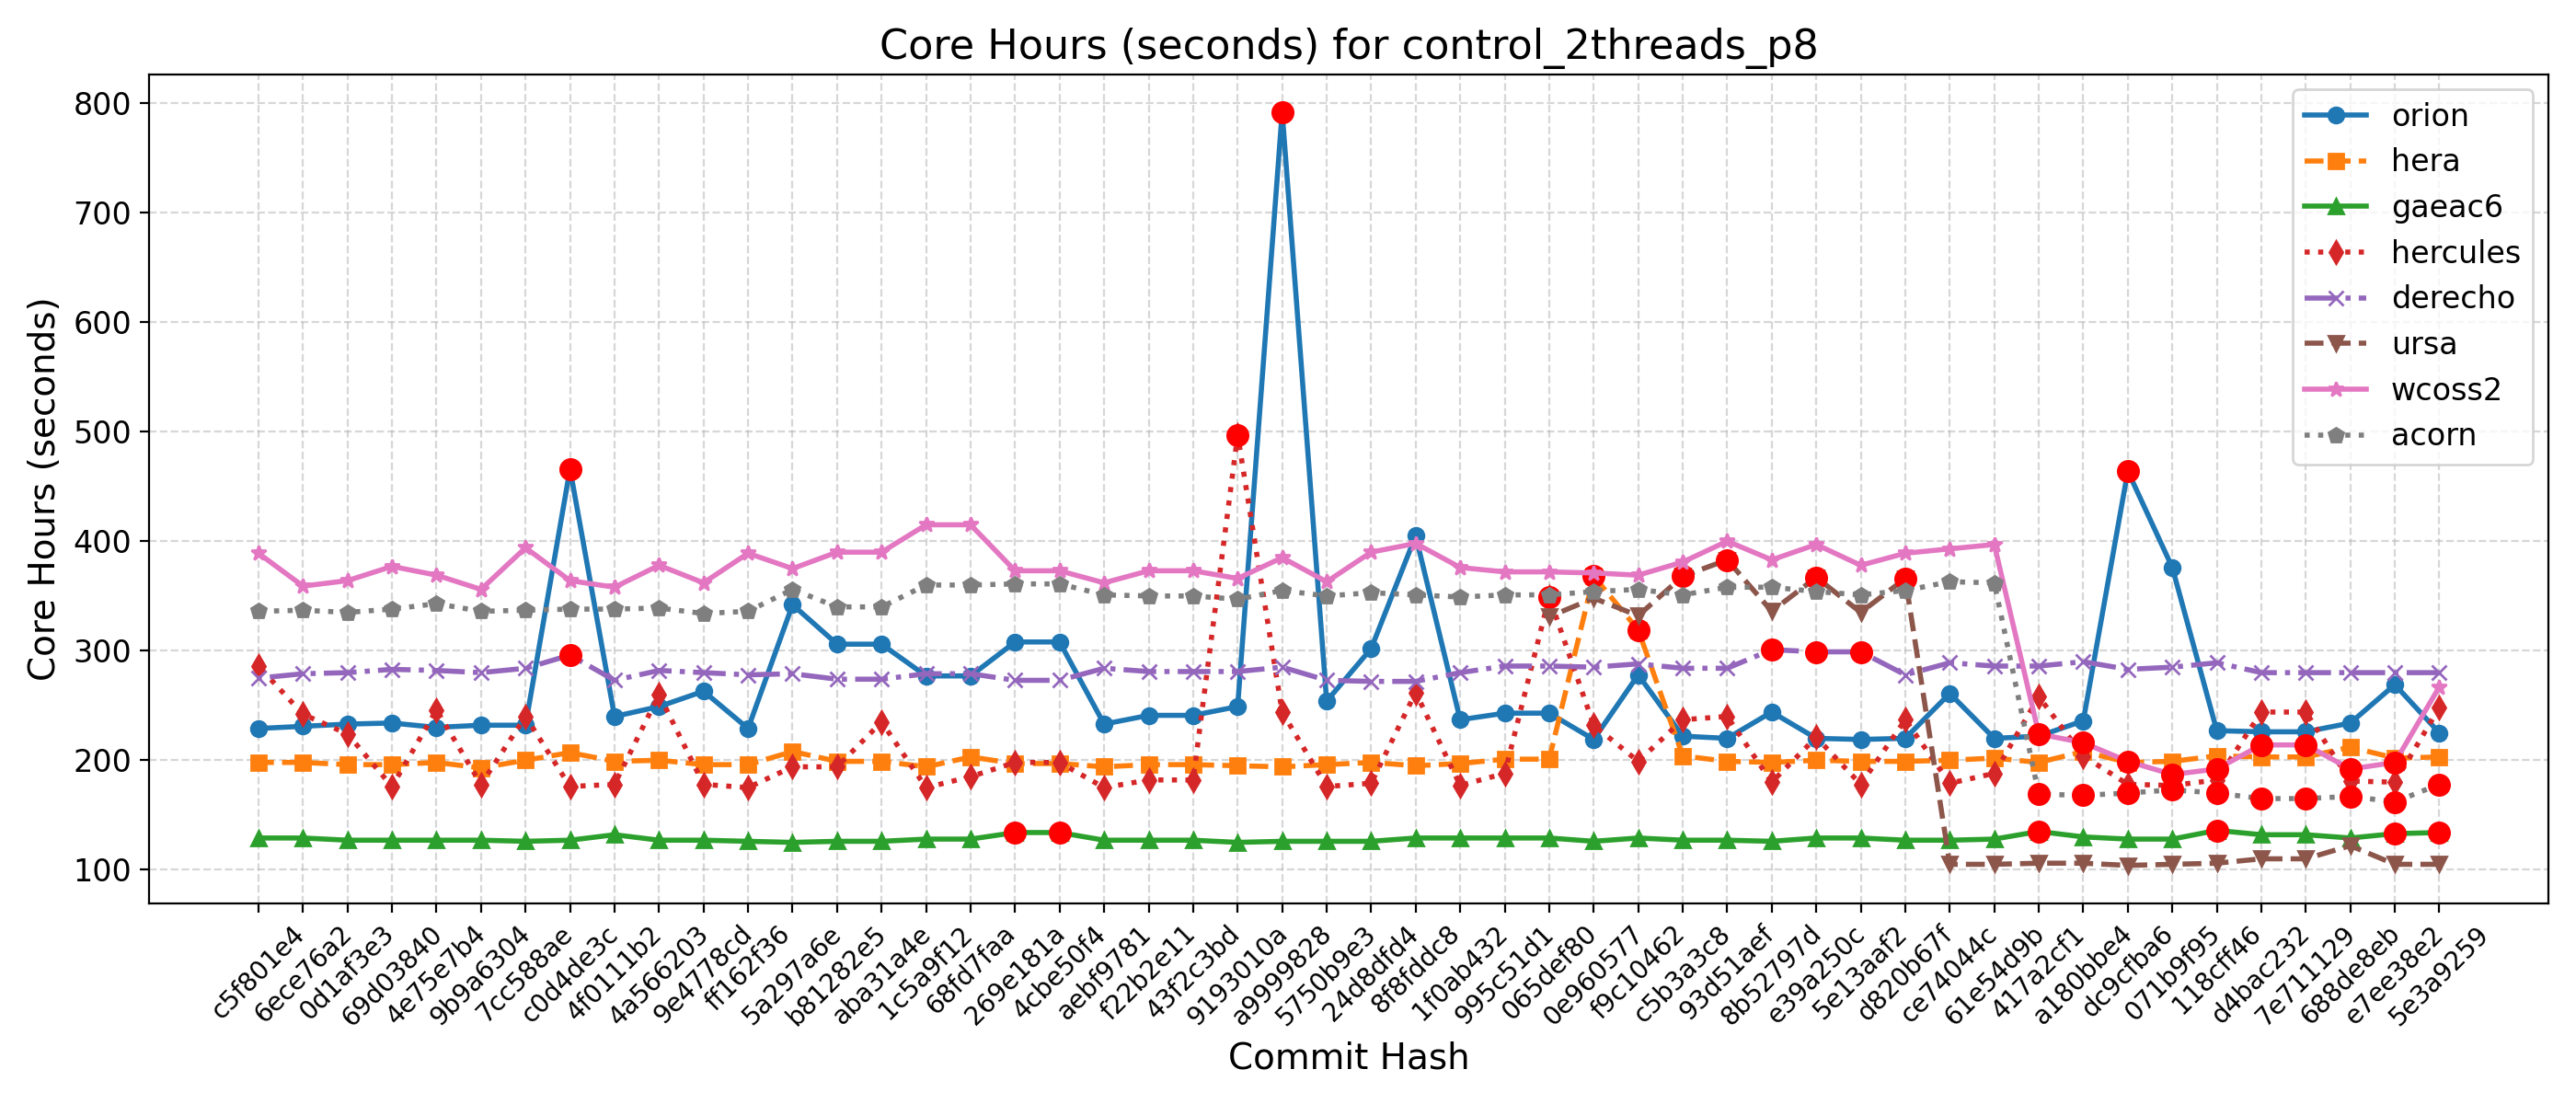 Core Hours (seconds) for control_2threads_p8
Core Hours (seconds)
800
700
600
500
400
300
200
100
orion
hera
gaeac6
hercules
derecho
ursa
wcoss2
acorn
c5f801e4
6ece76a2
0d1af3e3
69d03840
4e75e7b4
9b9a6304
7cc588ae
c0d4de3c
4f0111b2
4a566203
9e4778cd
ff162f36
5a297a6e
b81282e5
aba31a4e
1c5a9f12
68fd7faa
269e181a
4cbe50f4
aebf9781
f22b2e11
43f2c3bd
9193010a
a9999828
5750b9e3
24d8dfd4
8f8fddc8
1f0ab432
995c51d1
065def80
0e960577
f9c10462
c5b3a3c8
93d51aef
8b52797d
e39a250c
5e13aaf2
d820b67f
ce74044c
61e54d9b
417a2cf1
a180bbe4
dc9cfba6
071b9f95
118cff46
d4bac232
7e711129
688de8eb
e7ee38e2
5e3a9259
Commit Hash